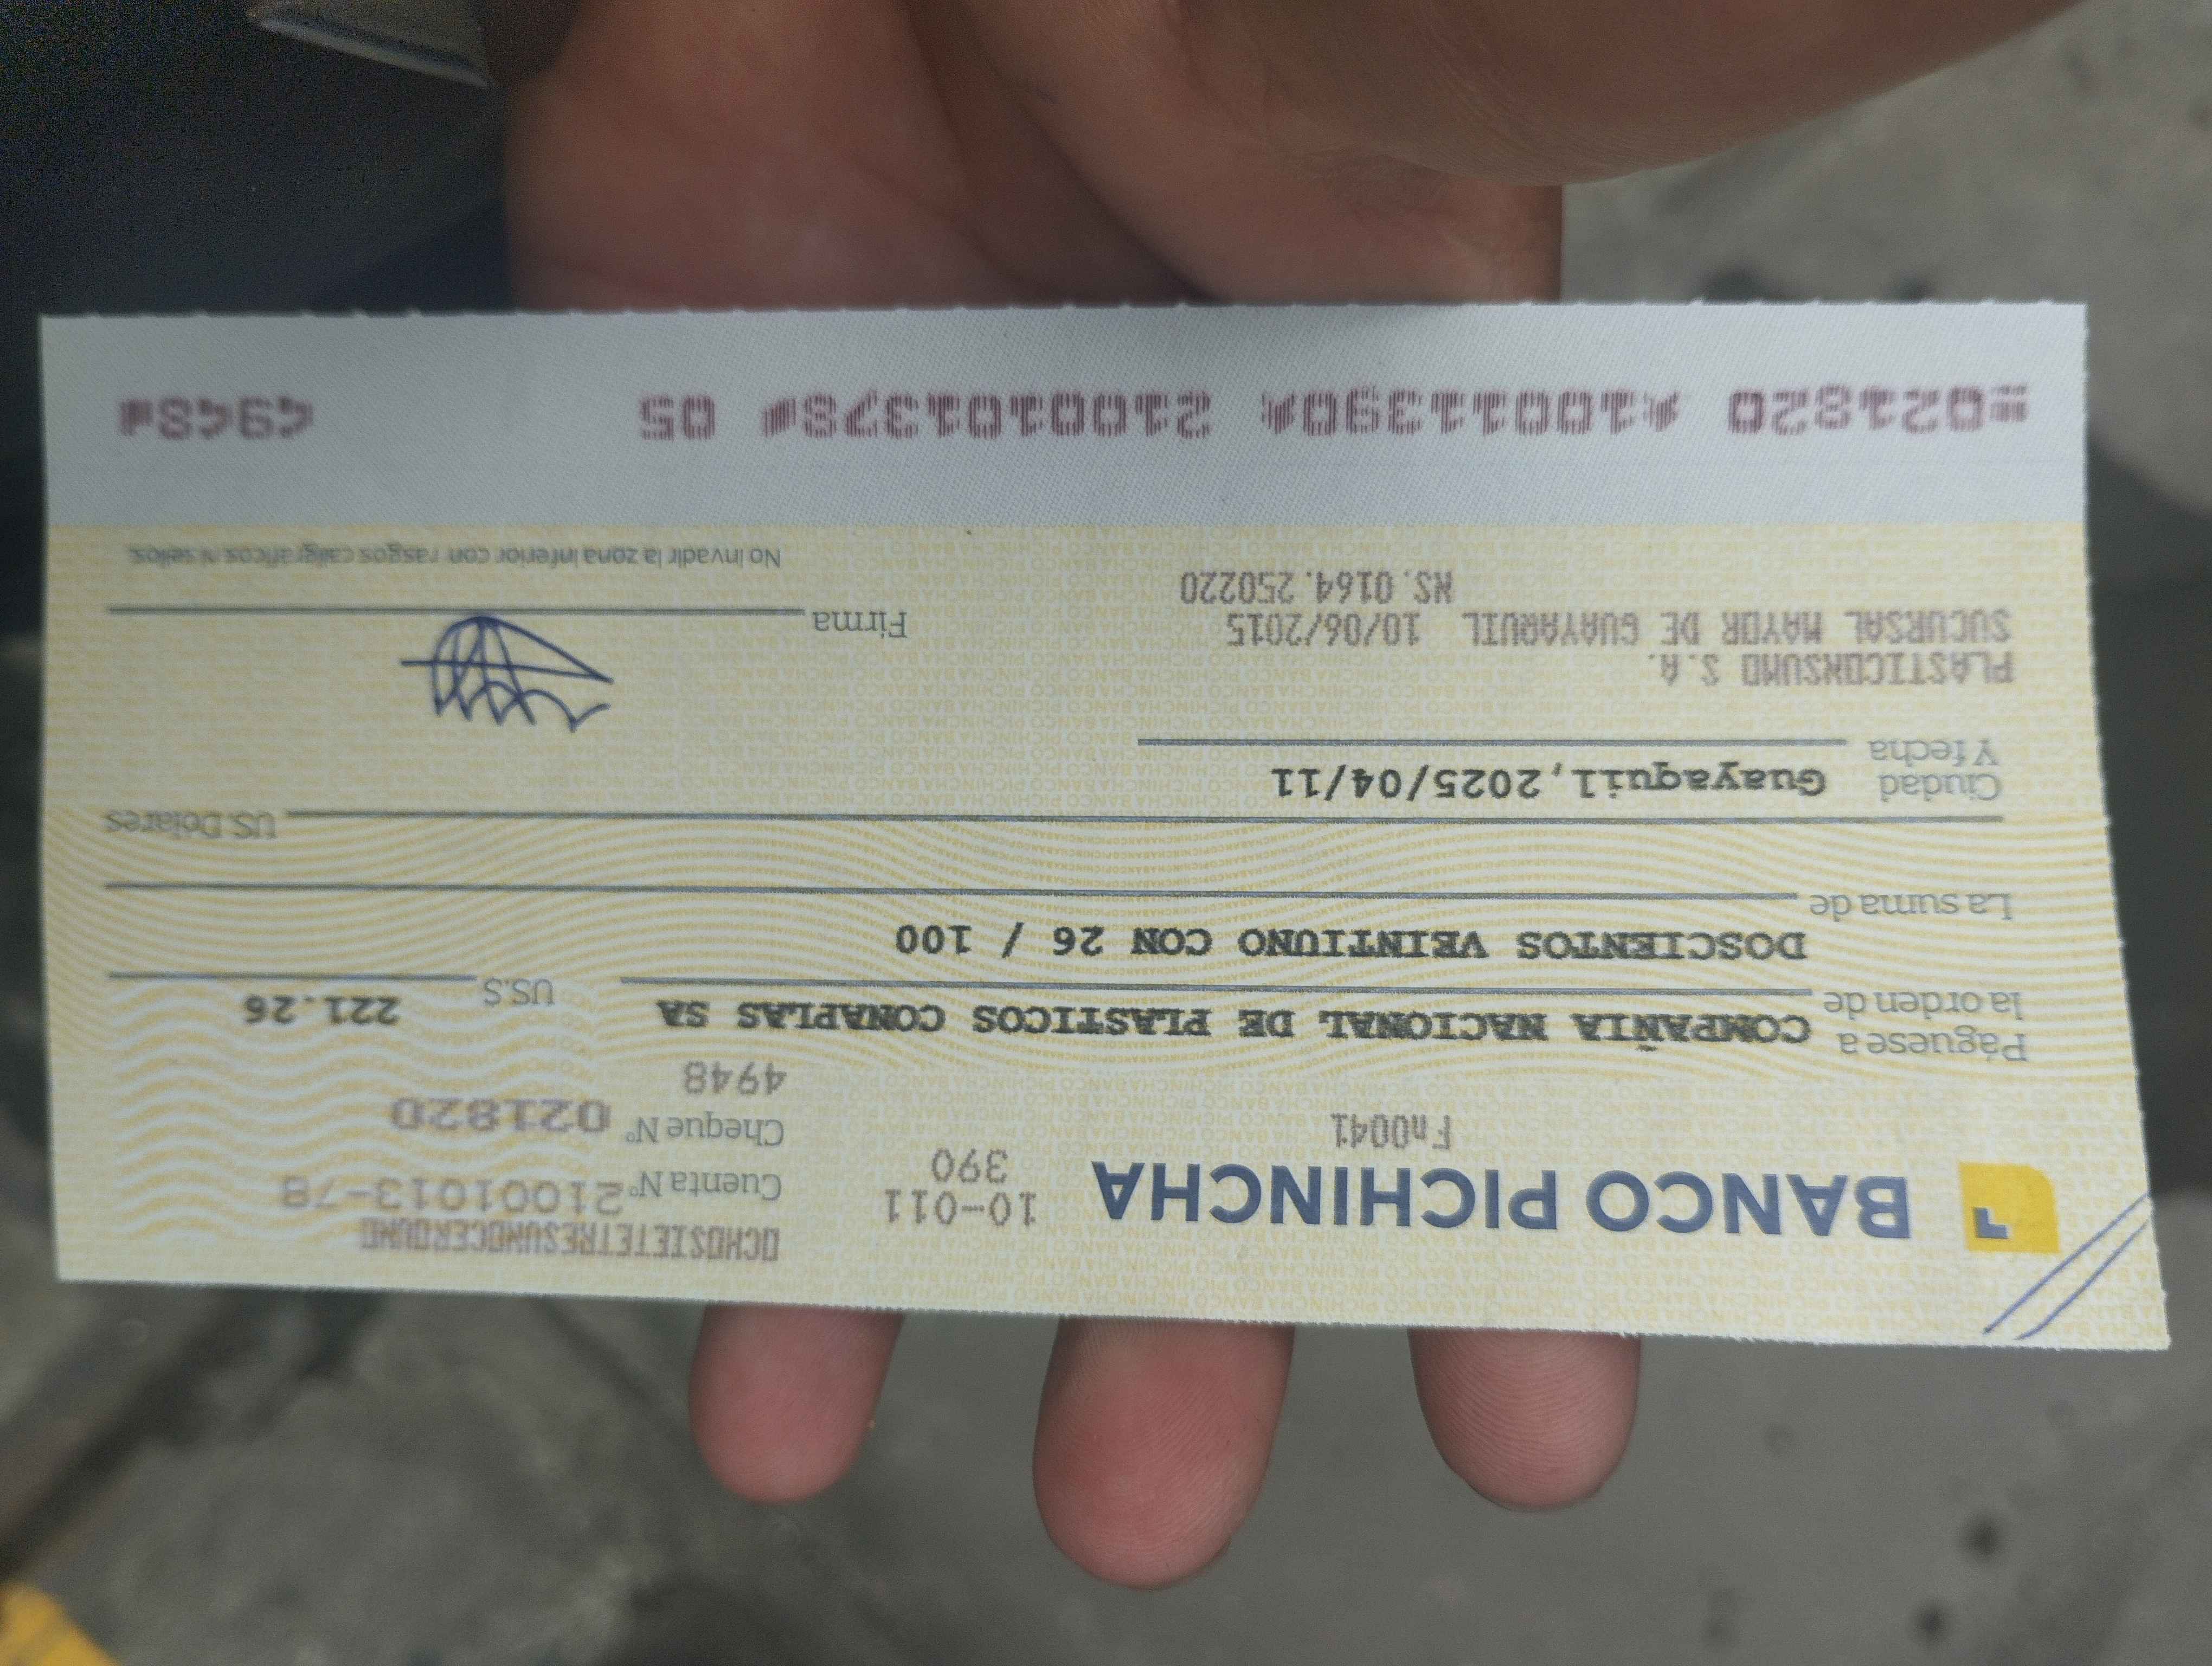 OCHOSIETETRESUNOCEROUNO
BANCO PICHINCHA 10-011 Cuenta Nº 21001013-78
390
Fn0041 Cheque Nº 021820
4948
Páguese a
la orden de COMPAÑIA NACIONAL DE PLASTICOS CONAPLAS SA US.$ 221.26
DOSCIENTOS VEINTIUNO CON 26 / 100
La suma de
US. Dólares
Ciudad
Y fecha Guayaquil,2025/04/11
PLASTICONSUMO S.A.
SUCURSAL MAYOR DE GUAYAQUIL 10/06/2015
NS.0164.250220
Firma
No invadir la zona inferior con rasgos caligráficos ni sellos.
021820 10011390 2100101378 05 4948